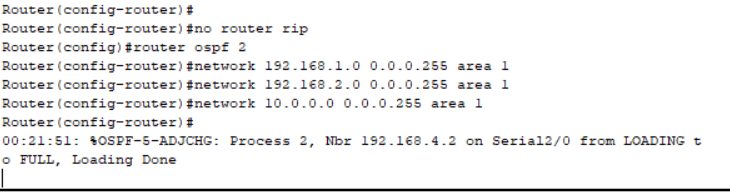 Router(config-router)#
Router(config-router)#no router rip
Router(config)#router ospf 2
Router(config-router)#network 192.168.1.0 0.0.0.255 area 1
Router(config-router)#network 192.168.2.0 0.0.0.255 area 1
Router(config-router)#network 10.0.0.0 0.0.0.255 area 1
Router(config-router)#
00:21:51: %OSPF-5-ADJCHG: Process 2, Nbr 192.168.4.2 on Serial2/0 from LOADING t
o FULL, Loading Done